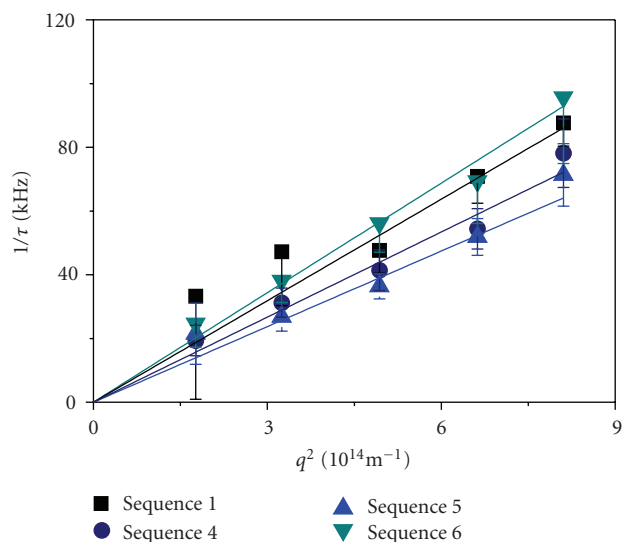 120
80
40
0
1/τ (kHz)
0 3 6 9
q² (10¹⁴m⁻¹)
Sequence 1 Sequence 5
Sequence 4 Sequence 6